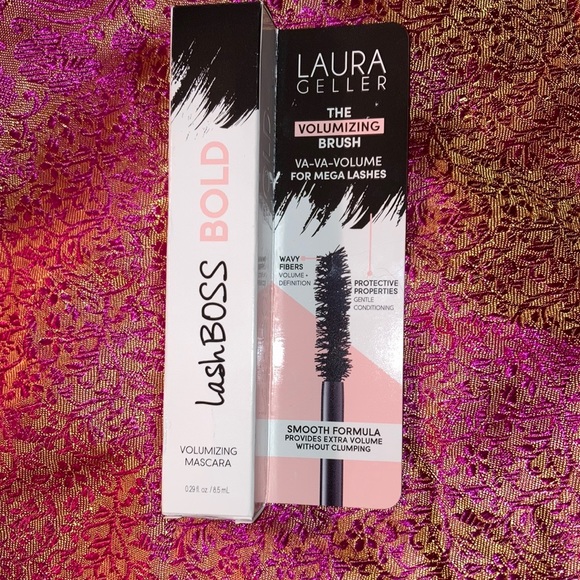 lashBOSS BOLD
VOLUMIZING
MASCARA
0.29 fl. oz. / 8.5 mL
LAURA
GELLER
THE
VOLUMIZING
BRUSH
VA-VA-VOLUME
FOR MEGA LASHES
WAVY
FIBERS
VOLUME +
DEFINITION
PROTECTIVE
PROPERTIES
GENTLE
CONDITIONING
SMOOTH FORMULA
PROVIDES EXTRA VOLUME
WITHOUT CLUMPING